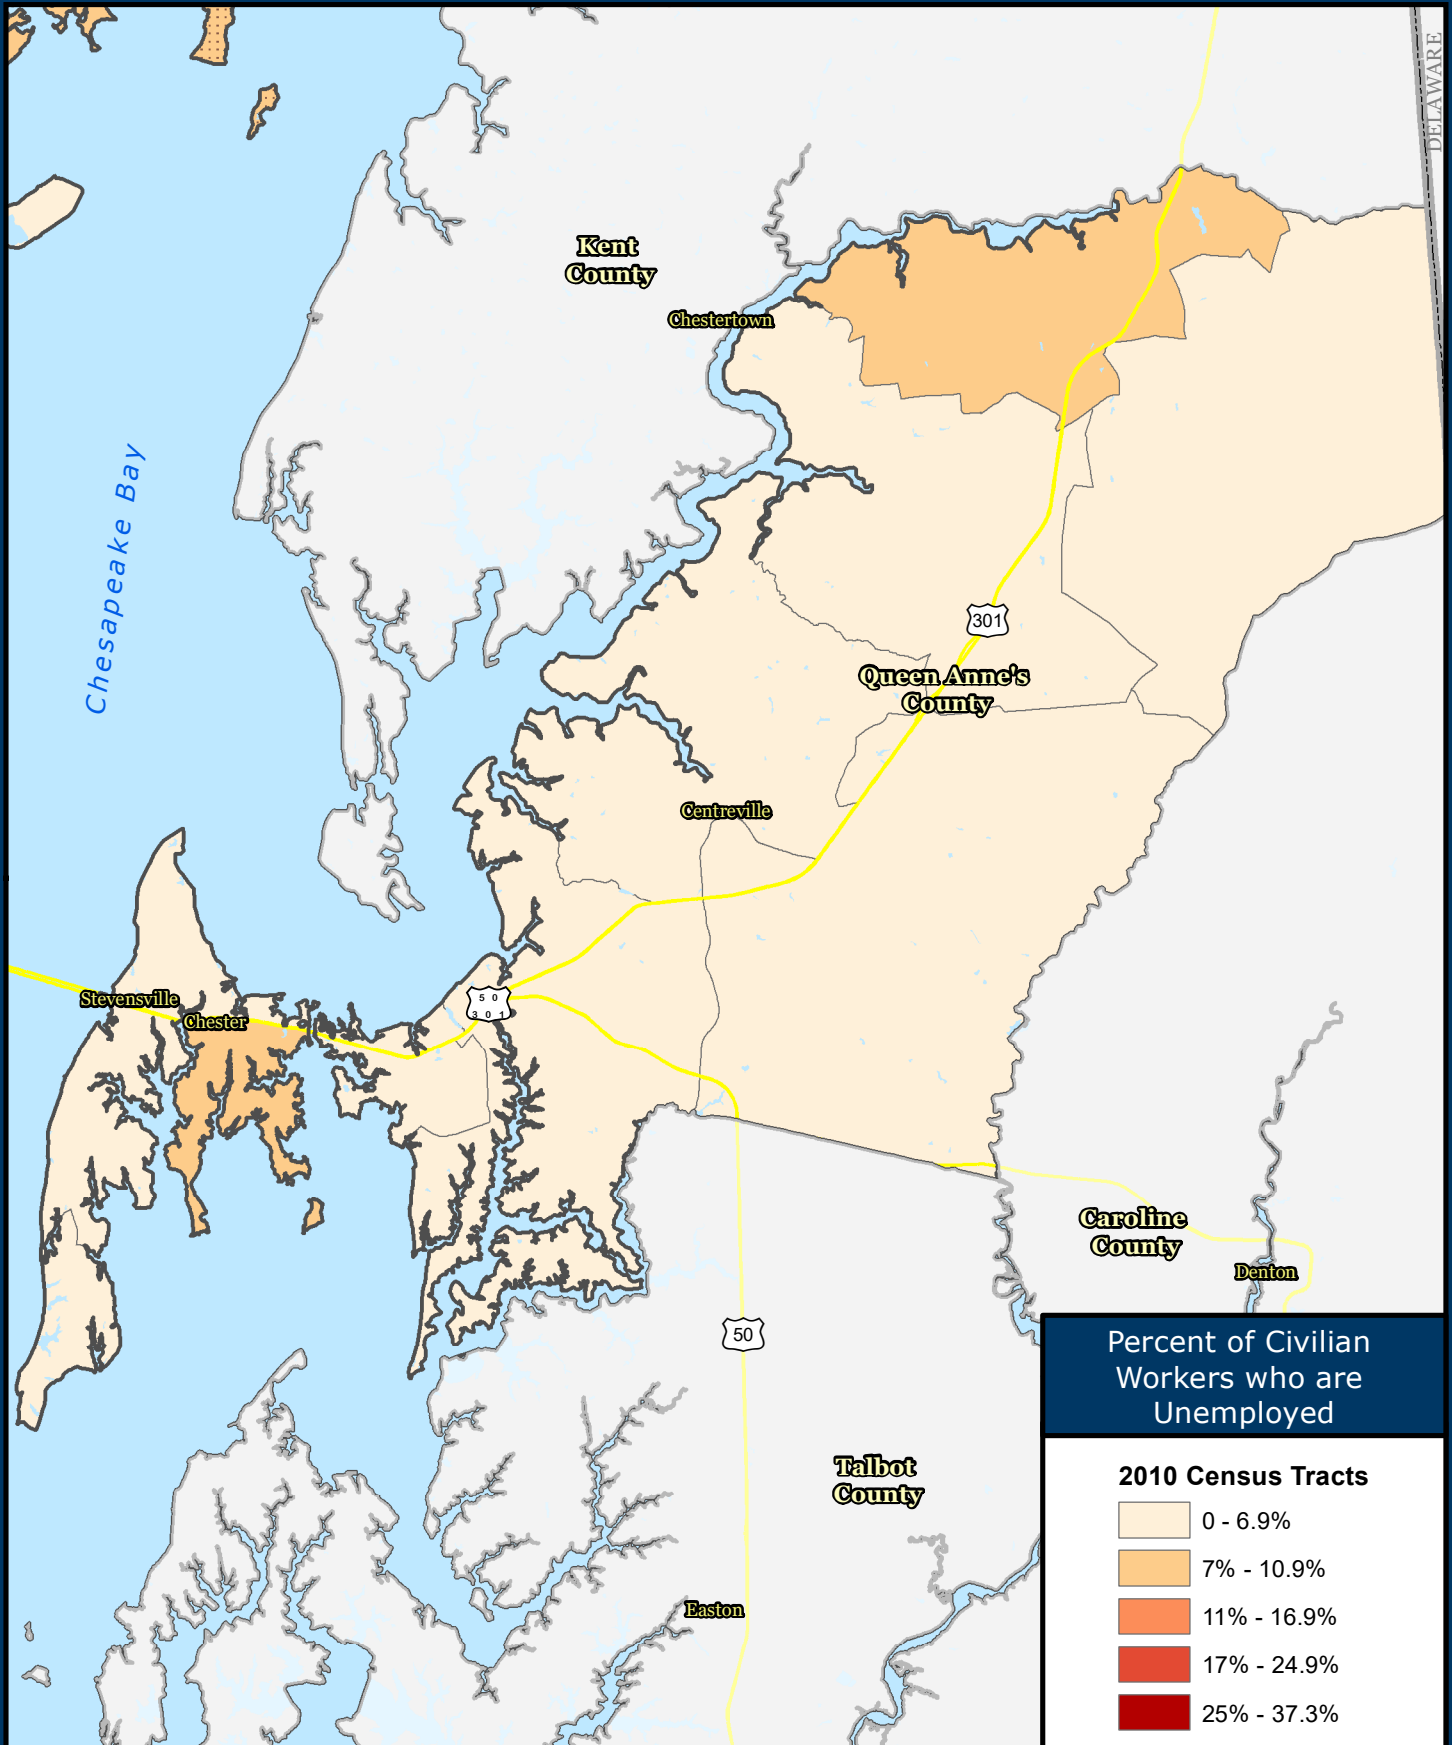 DELAWARE
Kent
County
Chestertown
Chesapeake Bay
301
Queen Anne's
County
Centreville
Stevensville
Chester
50
301
Caroline
County
Denton
50
Talbot
County
Easton
Percent of Civilian
Workers who are
Unemployed
2010 Census Tracts
0 - 6.9%
7% - 10.9%
11% - 16.9%
17% - 24.9%
25% - 37.3%